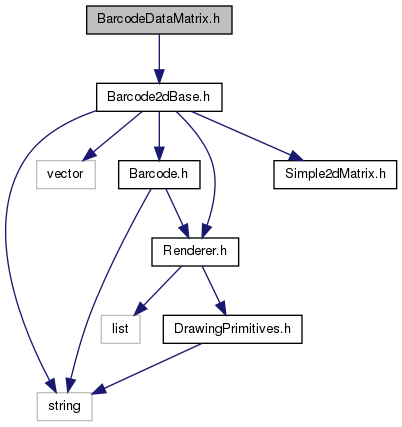 BarcodeDataMatrix.h
Barcode2dBase.h
vector
Barcode.h
Simple2dMatrix.h
Renderer.h
list
DrawingPrimitives.h
string